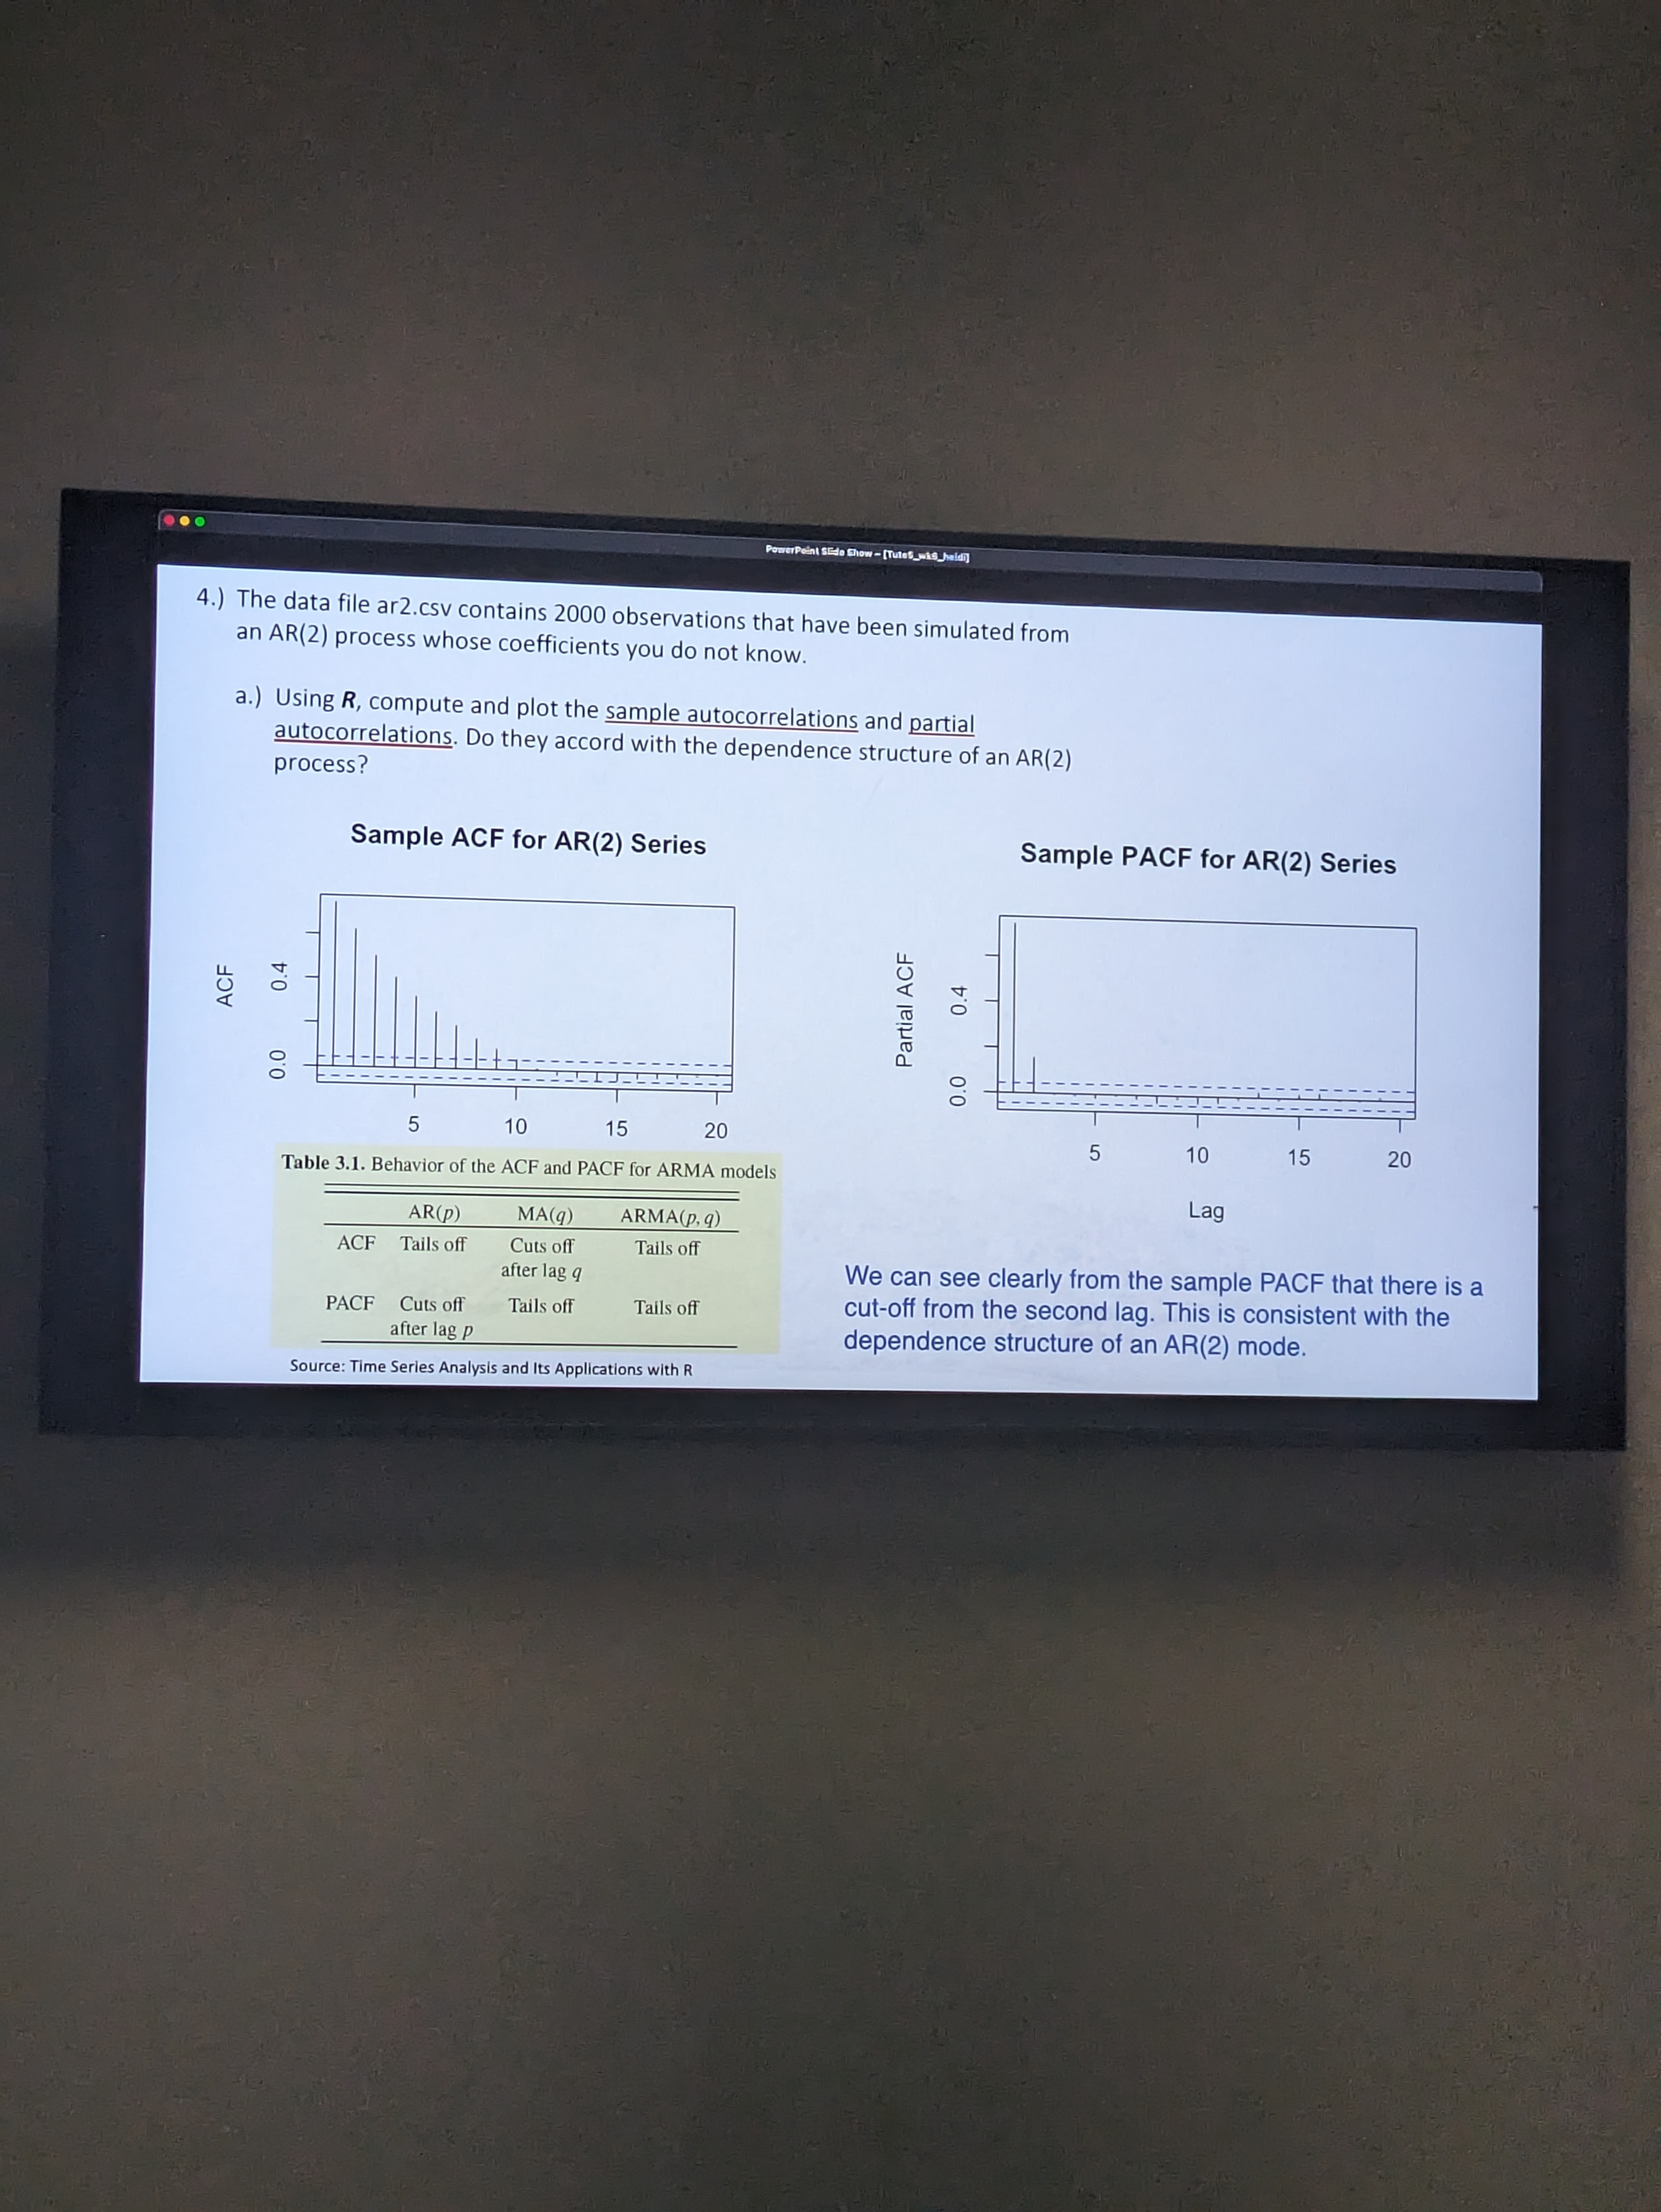 PowerPoint Slide Show - [Tute5_wk6_heidi]
4.) The data file ar2.csv contains 2000 observations that have been simulated from
an AR(2) process whose coefficients you do not know.
a.) Using R, compute and plot the sample autocorrelations and partial
autocorrelations. Do they accord with the dependence structure of an AR(2)
process?
Sample ACF for AR(2) Series
ACF
0.4
0.0
5 10 15 20
Sample PACF for AR(2) Series
Partial ACF
0.4
0.0
5 10 15 20
Lag
Table 3.1. Behavior of the ACF and PACF for ARMA models
AR(p) MA(q) ARMA(p, q)
ACF Tails off Cuts off Tails off
after lag q
PACF Cuts off Tails off Tails off
after lag p
Source: Time Series Analysis and Its Applications with R
We can see clearly from the sample PACF that there is a
cut-off from the second lag. This is consistent with the
dependence structure of an AR(2) mode.